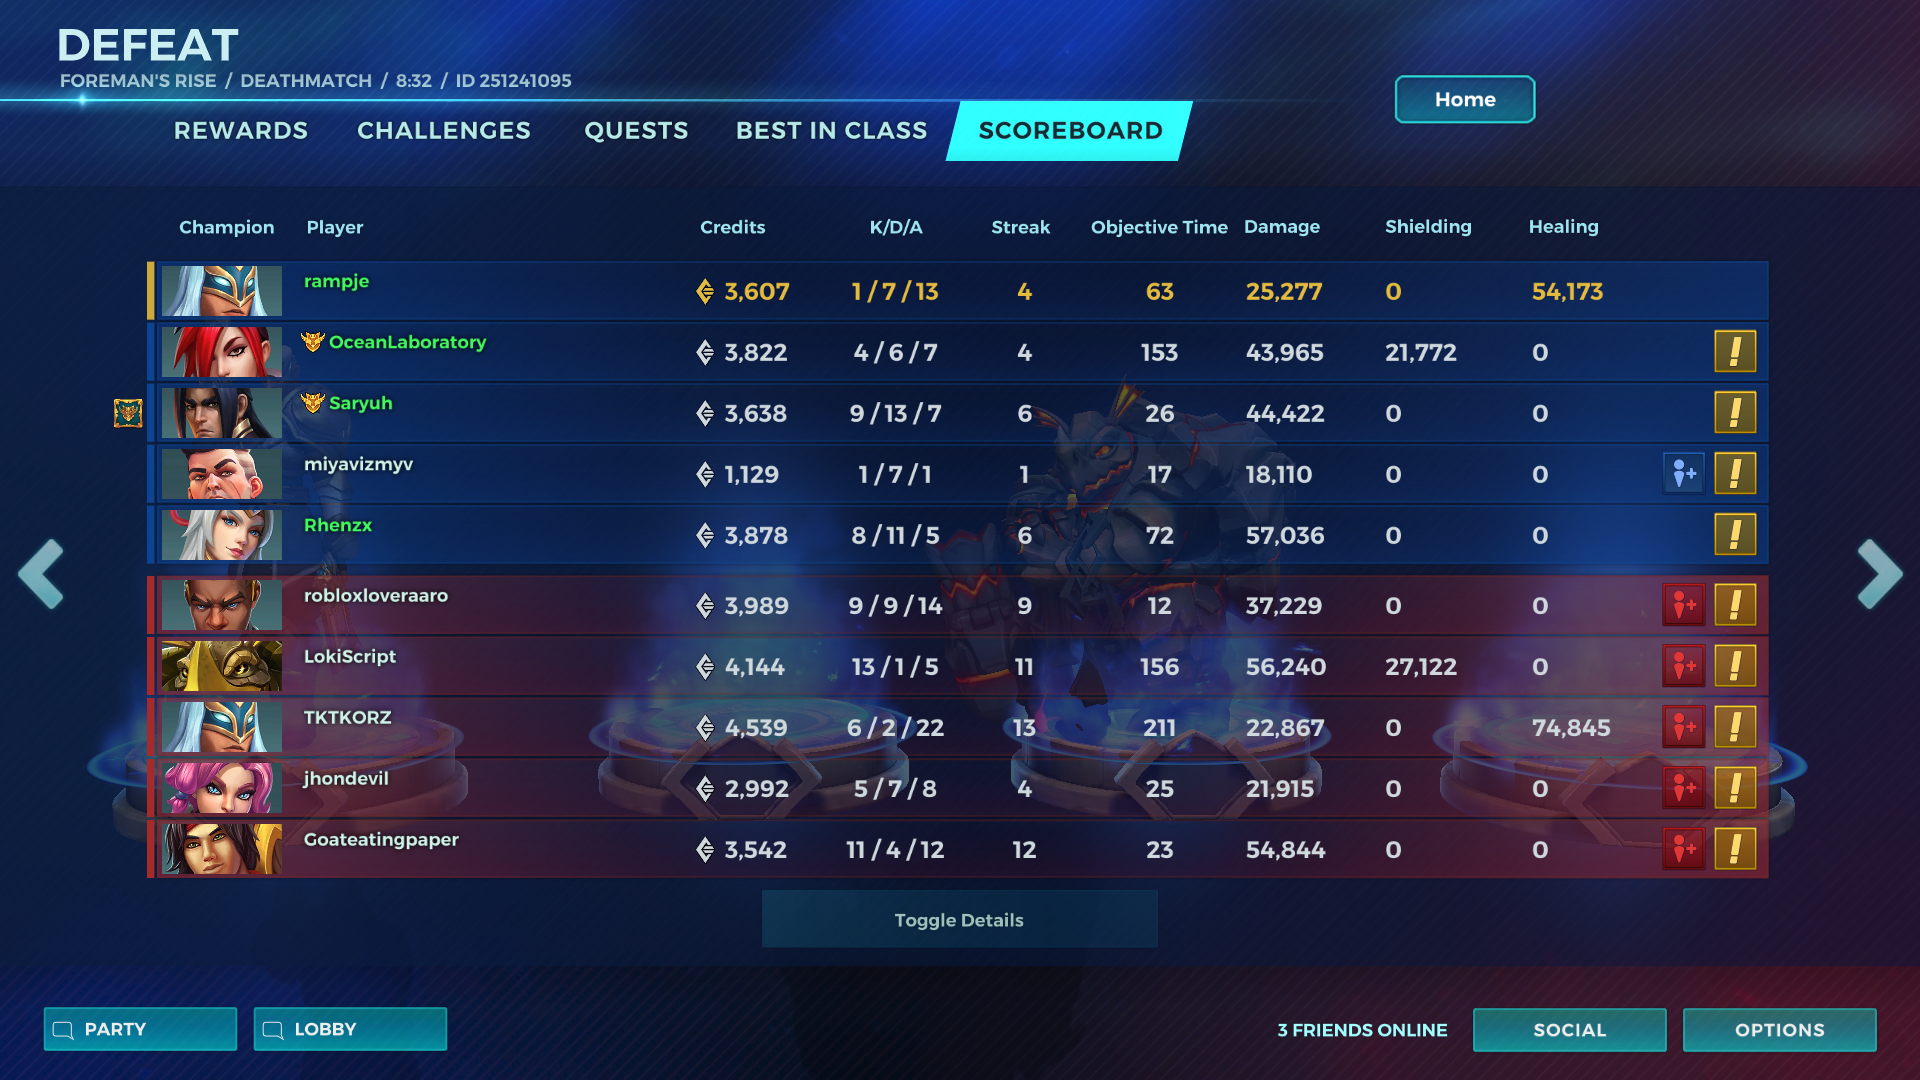 DEFEAT
FOREMAN'S RISE / DEATHMATCH / 8:32 / ID 251241095
Home
REWARDS CHALLENGES QUESTS BEST IN CLASS SCOREBOARD
Champion Player Credits K/D/A Streak Objective Time Damage Shielding Healing
rampje 3,607 1 / 7 / 13 4 63 25,277 0 54,173
OceanLaboratory 3,822 4 / 6 / 7 4 153 43,965 21,772 0
Saryuh 3,638 9 / 13 / 7 6 26 44,422 0 0
miyavizmyv 1,129 1 / 7 / 1 1 17 18,110 0 0
Rhenzx 3,878 8 / 11 / 5 6 72 57,036 0 0
robloxloveraaro 3,989 9 / 9 / 14 9 12 37,229 0 0
LokiScript 4,144 13 / 1 / 5 11 156 56,240 27,122 0
TKTKORZ 4,539 6 / 2 / 22 13 211 22,867 0 74,845
jhondevil 2,992 5 / 7 / 8 4 25 21,915 0 0
Goateatingpaper 3,542 11 / 4 / 12 12 23 54,844 0 0
Toggle Details
PARTY LOBBY 3 FRIENDS ONLINE SOCIAL OPTIONS